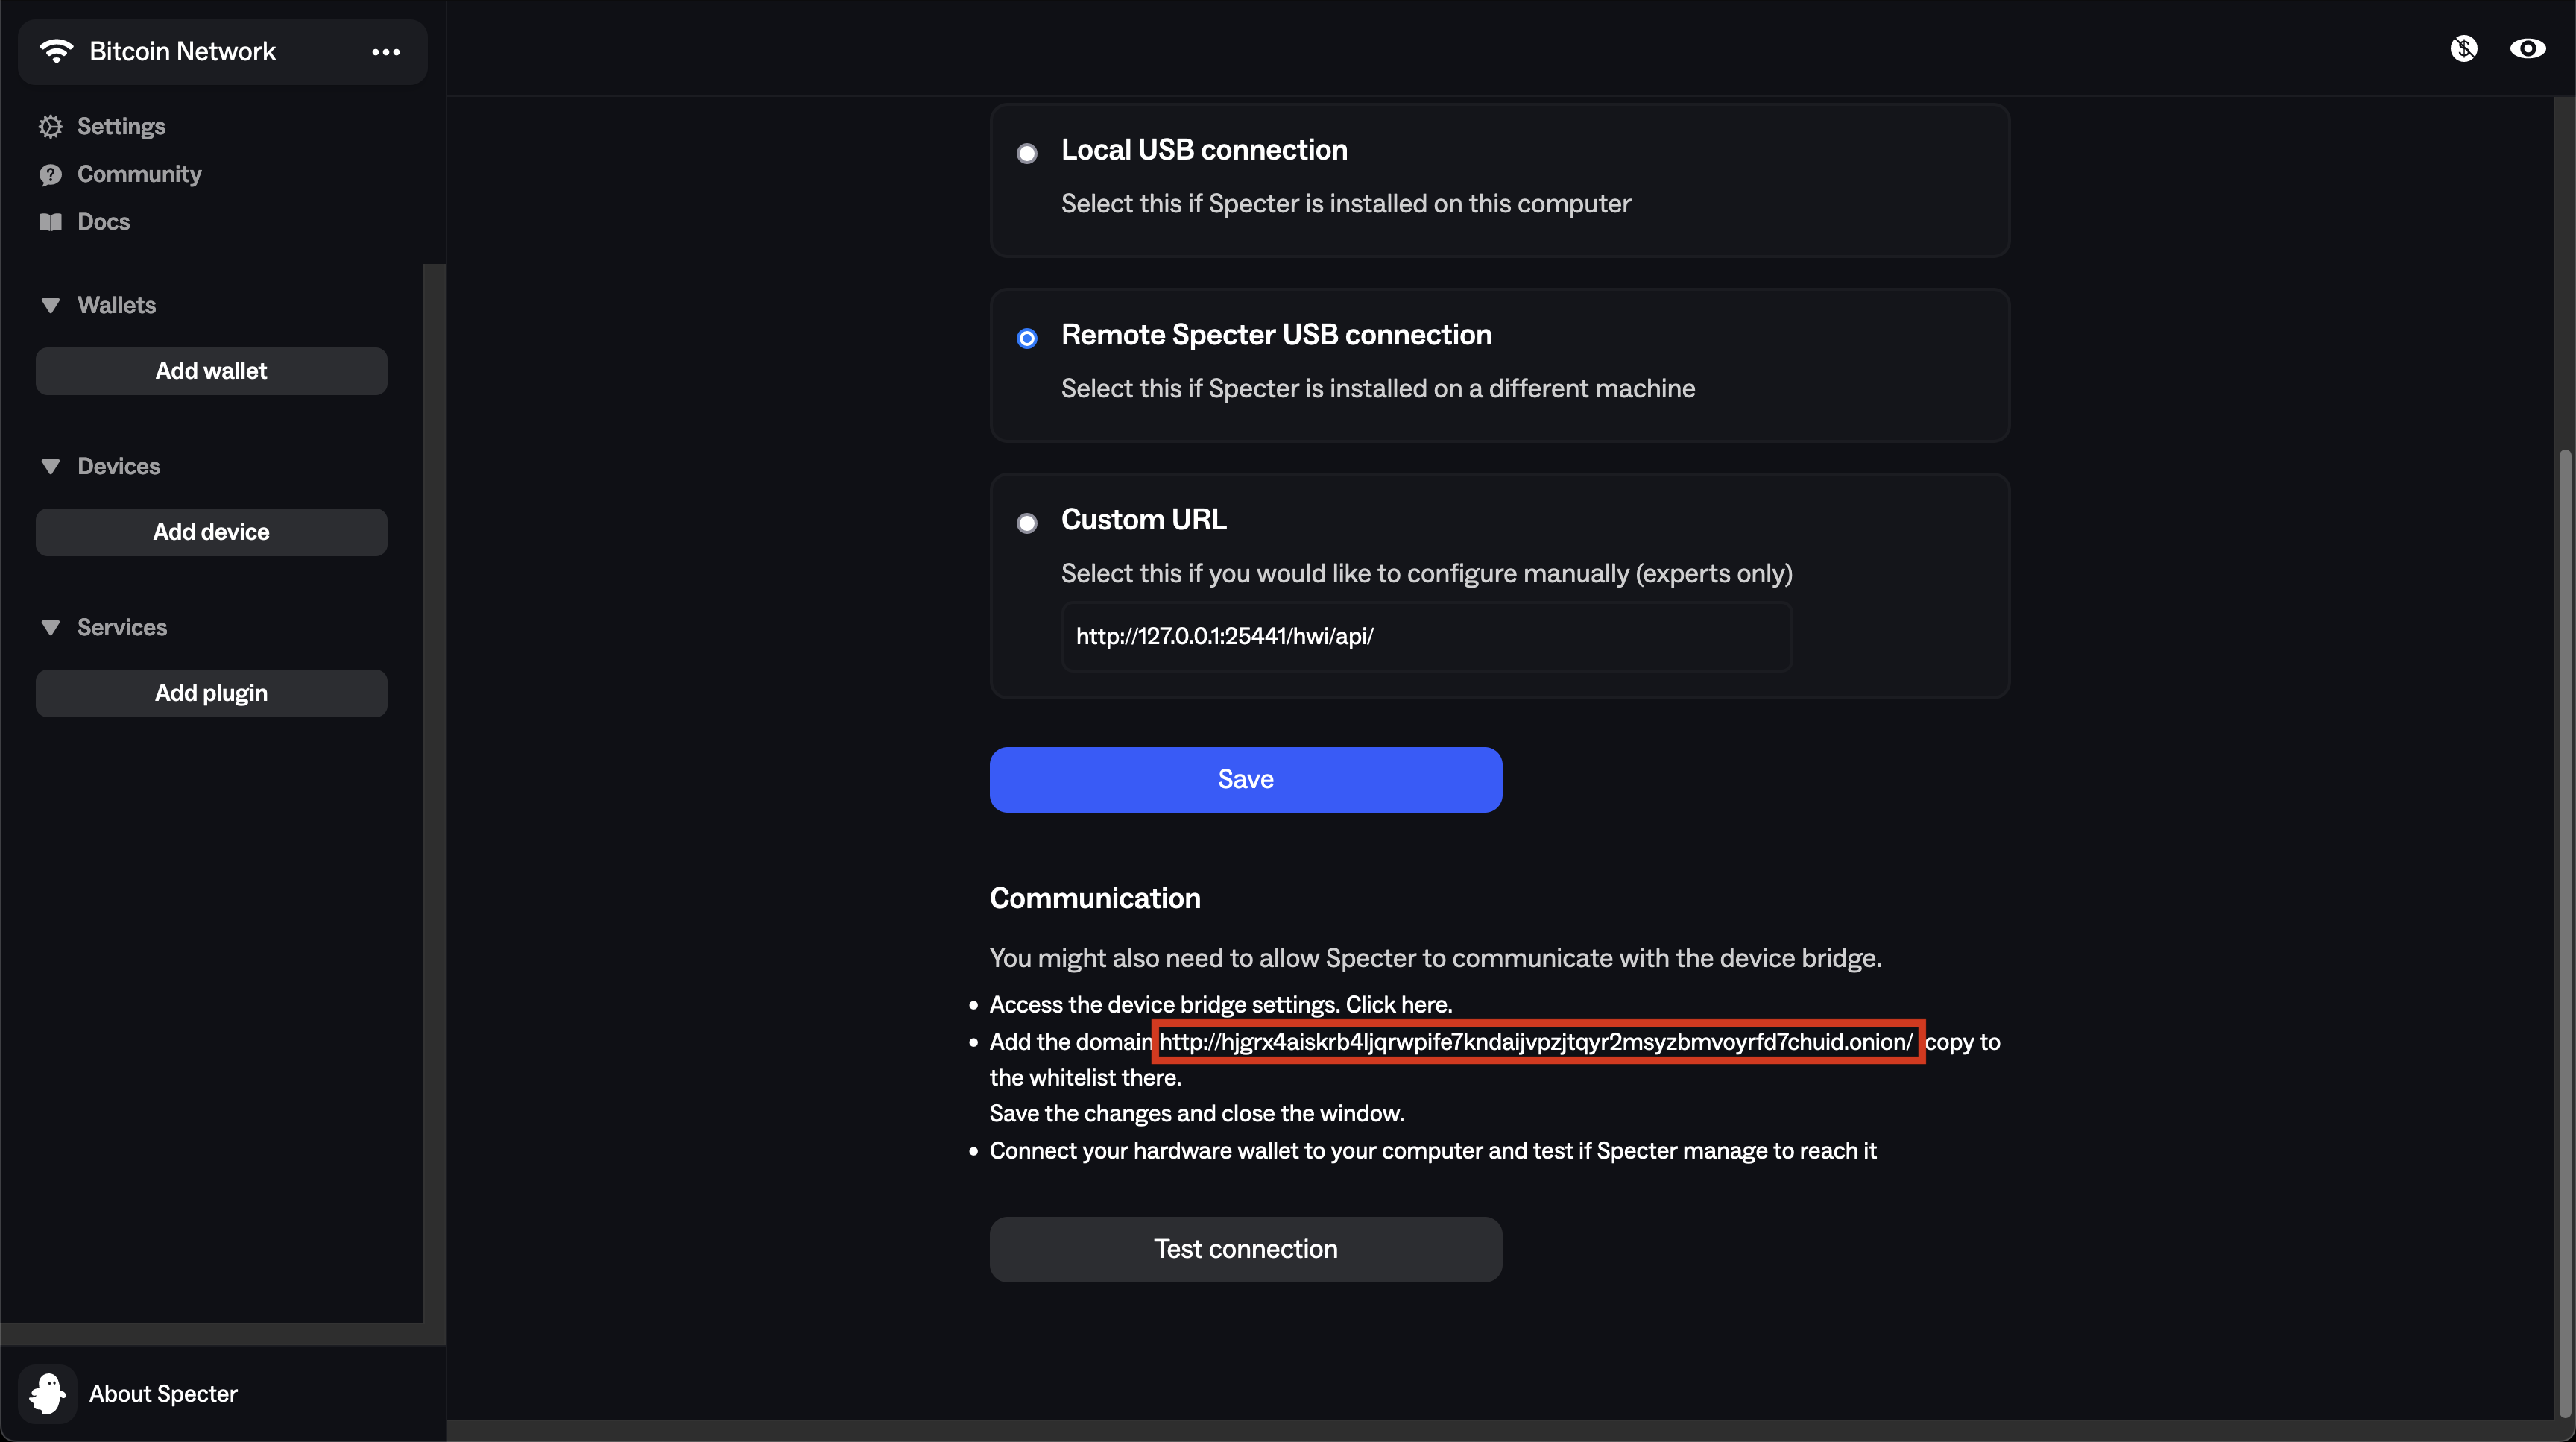 Bitcoin Network
Settings
Community
Docs
Wallets
Add wallet
Devices
Add device
Services
Add plugin
About Specter
Local USB connection
Select this if Specter is installed on this computer
Remote Specter USB connection
Select this if Specter is installed on a different machine
Custom URL
Select this if you would like to configure manually (experts only)
http://127.0.0.1:25441/hwi/api/
Save
Communication
You might also need to allow Specter to communicate with the device bridge.
Access the device bridge settings. Click here.
Add the domain http://hjgrx4aiskrb4ljqrwpife7kndaijvpzjtqyr2msyzbmvoyrfd7chuid.onion/ copy to
the whitelist there.
Save the changes and close the window.
Connect your hardware wallet to your computer and test if Specter manage to reach it
Test connection